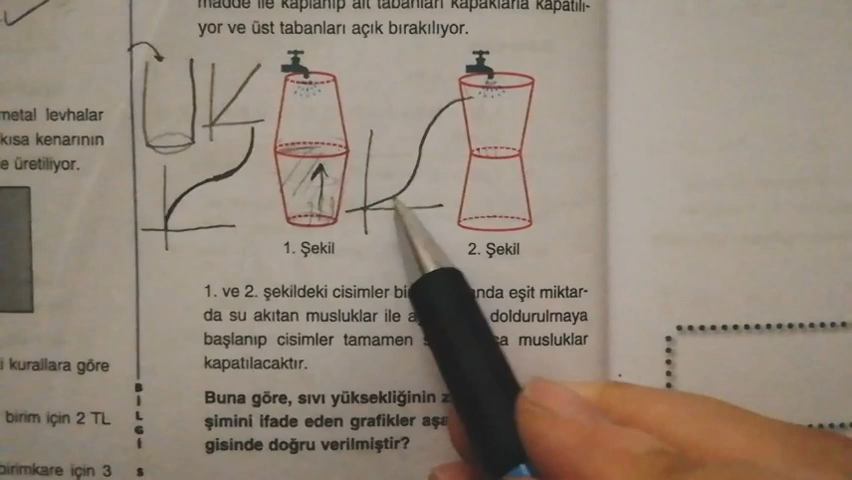 madde ile kaplanıp alt tabanları kapaklarla kapatılı-
yor ve üst tabanları açık bırakılıyor.
metal levhalar
kısa kenarının
e üretiliyor.
1. Şekil
2. Şekil
1. ve 2. şekildeki cisimler bi nda eşit miktar-
da su akıtan musluklar ile a doldurulmaya
başlanıp cisimler tamamen s a musluklar
kapatılacaktır.
Buna göre, sıvı yüksekliğinin z
şimini ifade eden grafikler aşa
gisinde doğru verilmiştir?
i kurallara göre
birim için 2 TL
birimkare için 3
B
İ
L
G
İ
S